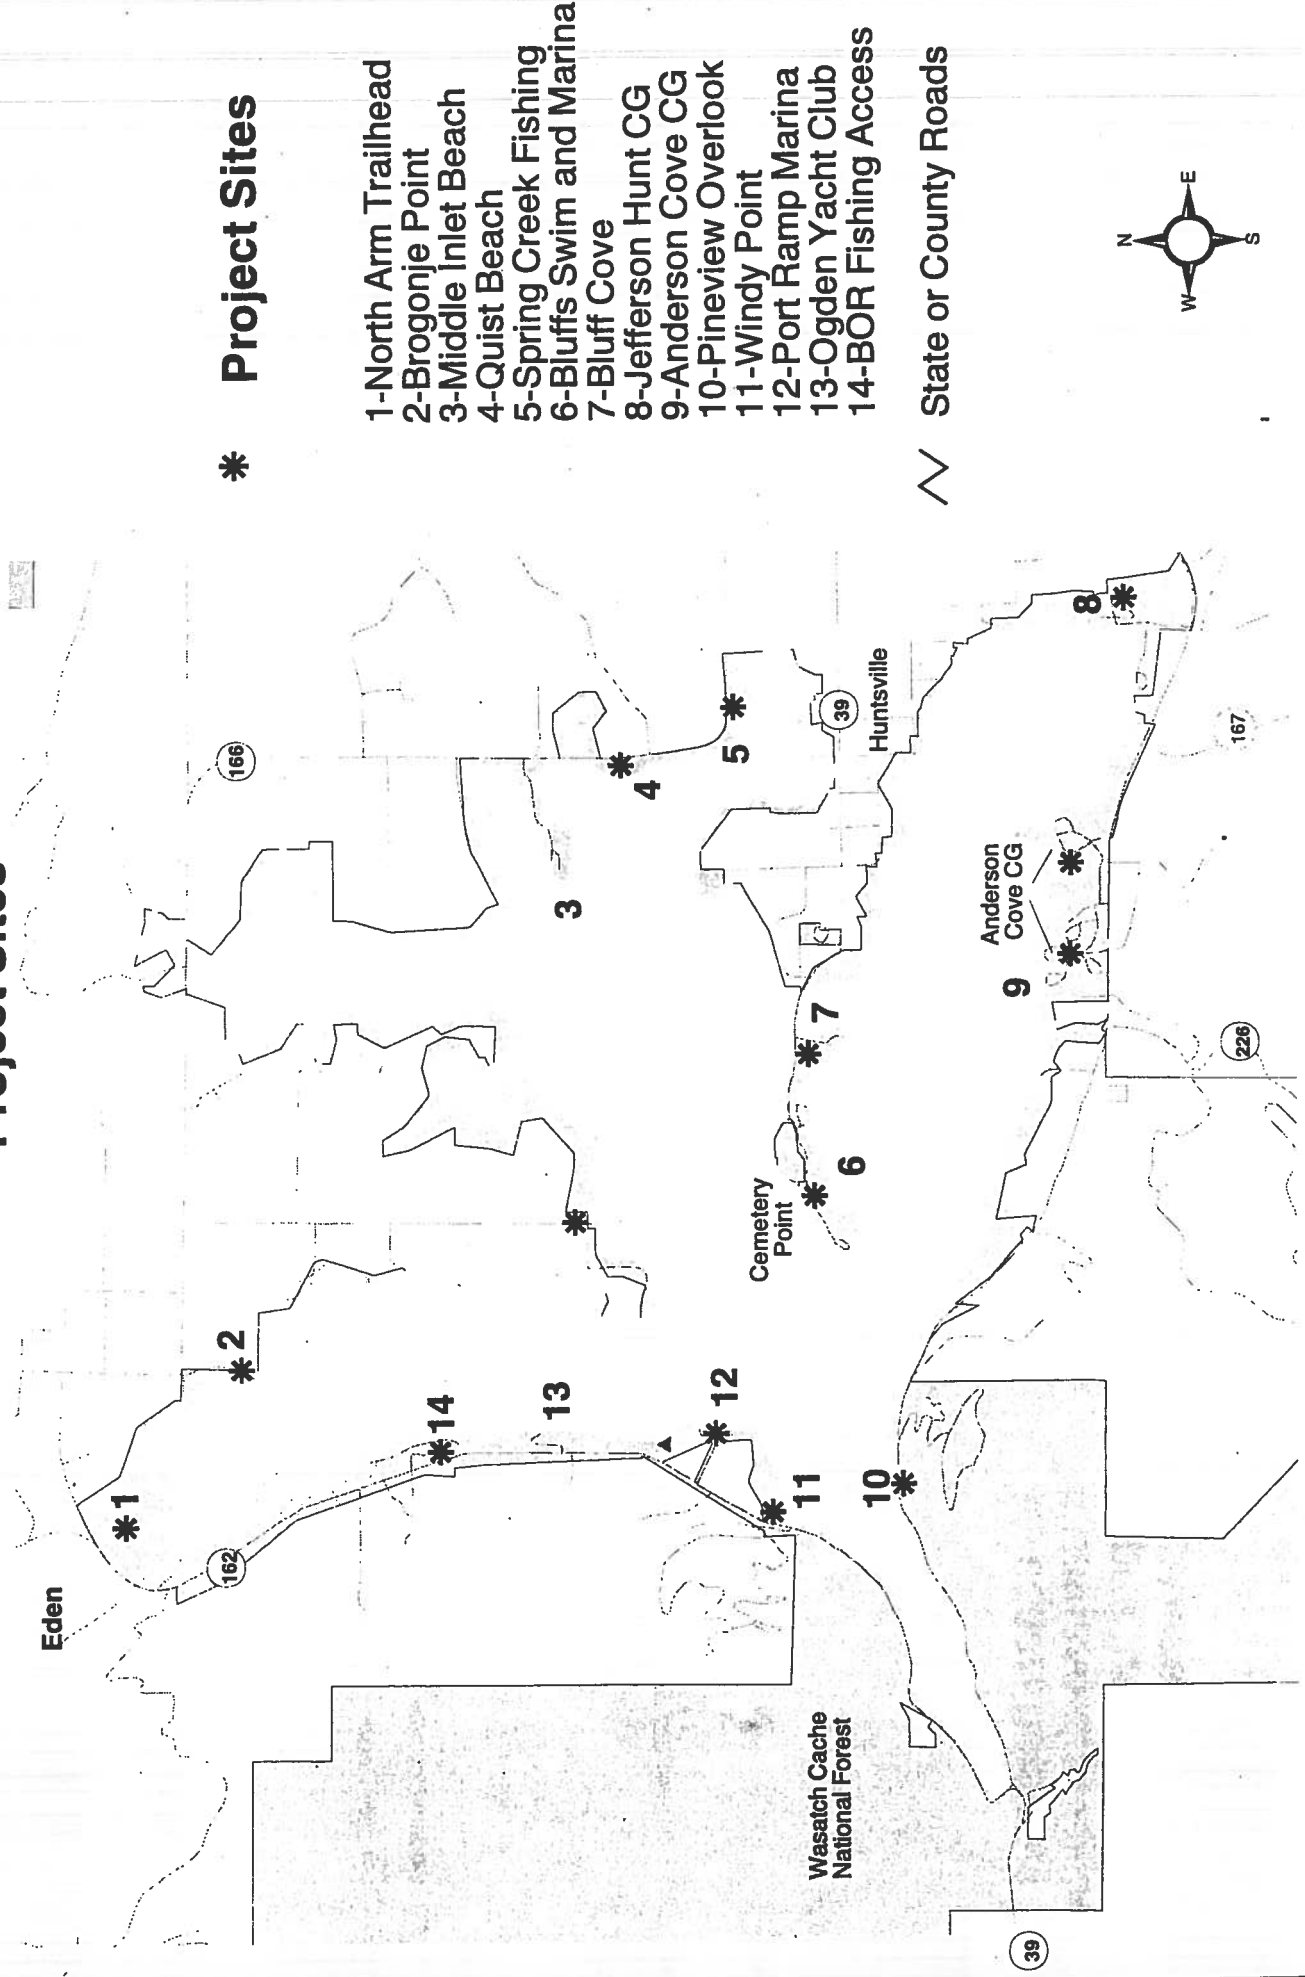 Project Sites
Eden
1
2
162
14
13
12
11
10
166
3
4
5
39
Huntsville
Cemetery
Point
6
7
8
Anderson
Cove CG
9
167
226
Wasatch Cache
National Forest
39
Project Sites
1-North Arm Trailhead
2-Brogonje Point
3-Middle Inlet Beach
4-Quist Beach
5-Spring Creek Fishing
6-Bluffs Swim and Marina
7-Bluff Cove
8-Jefferson Hunt CG
9-Anderson Cove CG
10-Pineview Overlook
11-Windy Point
12-Port Ramp Marina
13-Ogden Yacht Club
14-BOR Fishing Access
State or County Roads
N
W
E
S